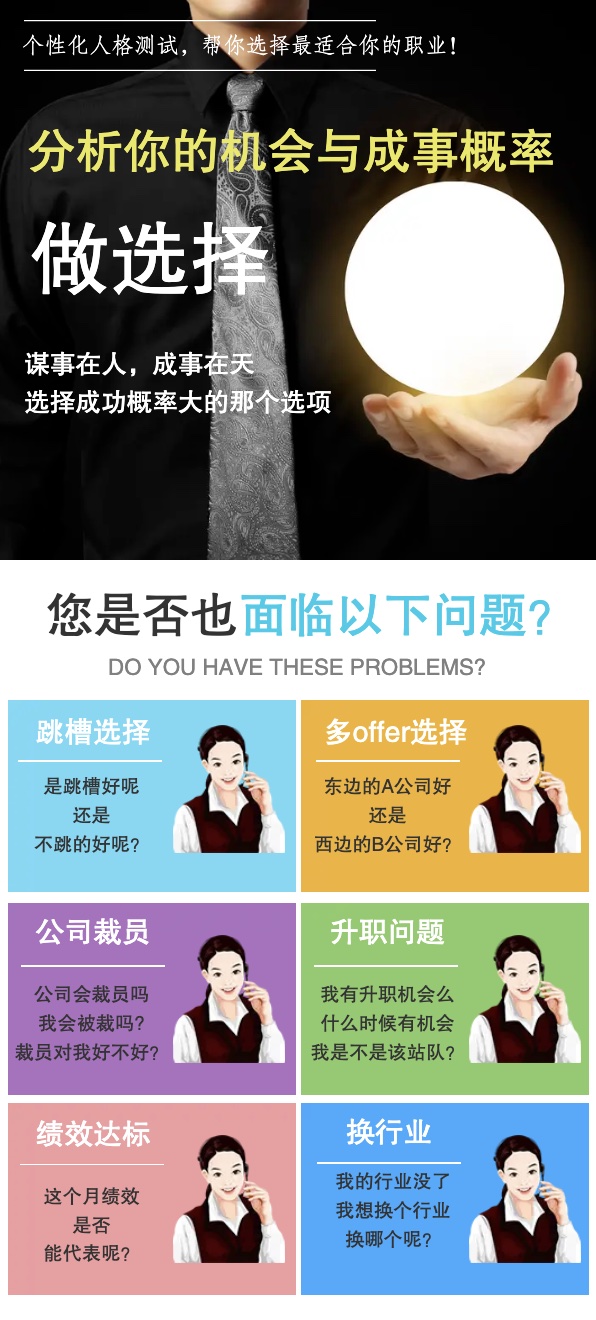 个性化人格测试，帮你选择最适合你的职业！
分析你的机会与成事概率
做选择
谋事在人，成事在天
选择成功概率大的那个选项
您是否也面临以下问题？
DO YOU HAVE THESE PROBLEMS?
跳槽选择
是跳槽好呢
还是
不跳的好呢？
多offer选择
东边的A公司好
还是
西边的B公司好？
公司裁员
公司会裁员吗
我会被裁吗？
裁员对我好不好？
升职问题
我有升职机会么
什么时候有机会
我是不是该站队？
绩效达标
这个月绩效
是否
能代表呢？
换行业
我的行业没了
我想换个行业
换哪个呢？